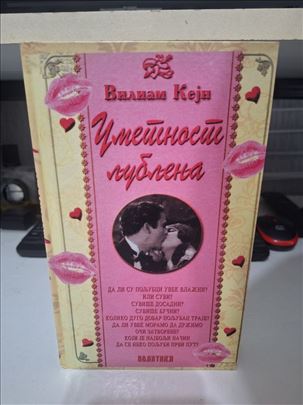 Вилиам Кејн
Уметност
љубљења
ДА ЛИ СУ ПОЉУПЦИ УВЕК ВЛАЖНИ?
ИЛИ СУВИ?
СУВИШЕ ДОСАДНИ?
СУВИШЕ БУЧНИ?
КОЛИКО ДУГО ДОБАР ПОЉУБАЦ ТРАЈЕ?
ДА ЛИ УВЕК МОРАМО ДА ДРЖИМО
ОЧИ ЗАТВОРЕНЕ?
КОЈИ ЈЕ НАЈБОЉИ НАЧИН
ДА СЕ НЕКО ПОЉУБИ ПРВИ ПУТ?
ПОЛИТИКА